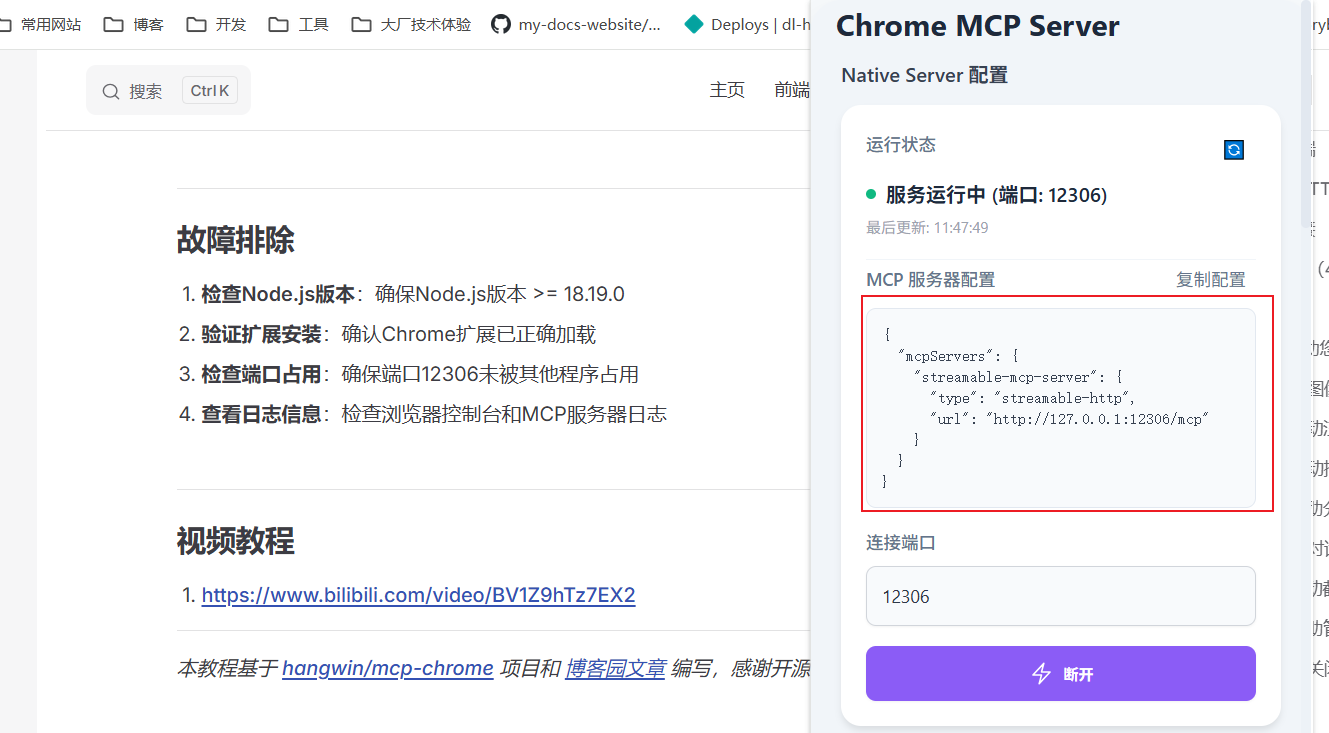 常用网站
博客
开发
工具
大厂技术体验
my-docs-website/...
Deploys | dl-h
搜索
Ctrl K
主页
前端
故障排除
1. 检查Node.js版本：确保Node.js版本 >= 18.19.0
2. 验证扩展安装：确认Chrome扩展已正确加载
3. 检查端口占用：确保端口12306未被其他程序占用
4. 查看日志信息：检查浏览器控制台和MCP服务器日志
视频教程
1. https://www.bilibili.com/video/BV1Z9hTz7EX2
本教程基于 hangwin/mcp-chrome 项目和 博客园文章 编写，感谢开源
Chrome MCP Server
Native Server 配置
运行状态
服务运行中 (端口: 12306)
最后更新: 11:47:49
MCP 服务器配置
复制配置
{
"mcpServers": {
"streamable-mcp-server": {
"type": "streamable-http",
"url": "http://127.0.0.1:12306/mcp"
}
}
}
连接端口
12306
断开